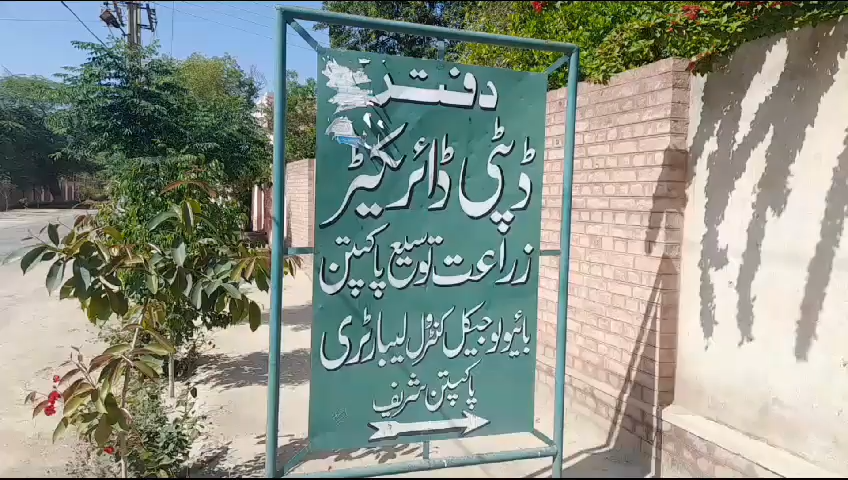 دفتر
ڈپٹی ڈائریکٹر
زراعت توسیع پاکپتن
بائیولوجیکل کنٹرول لیبارٹری
پاکپتن شریف